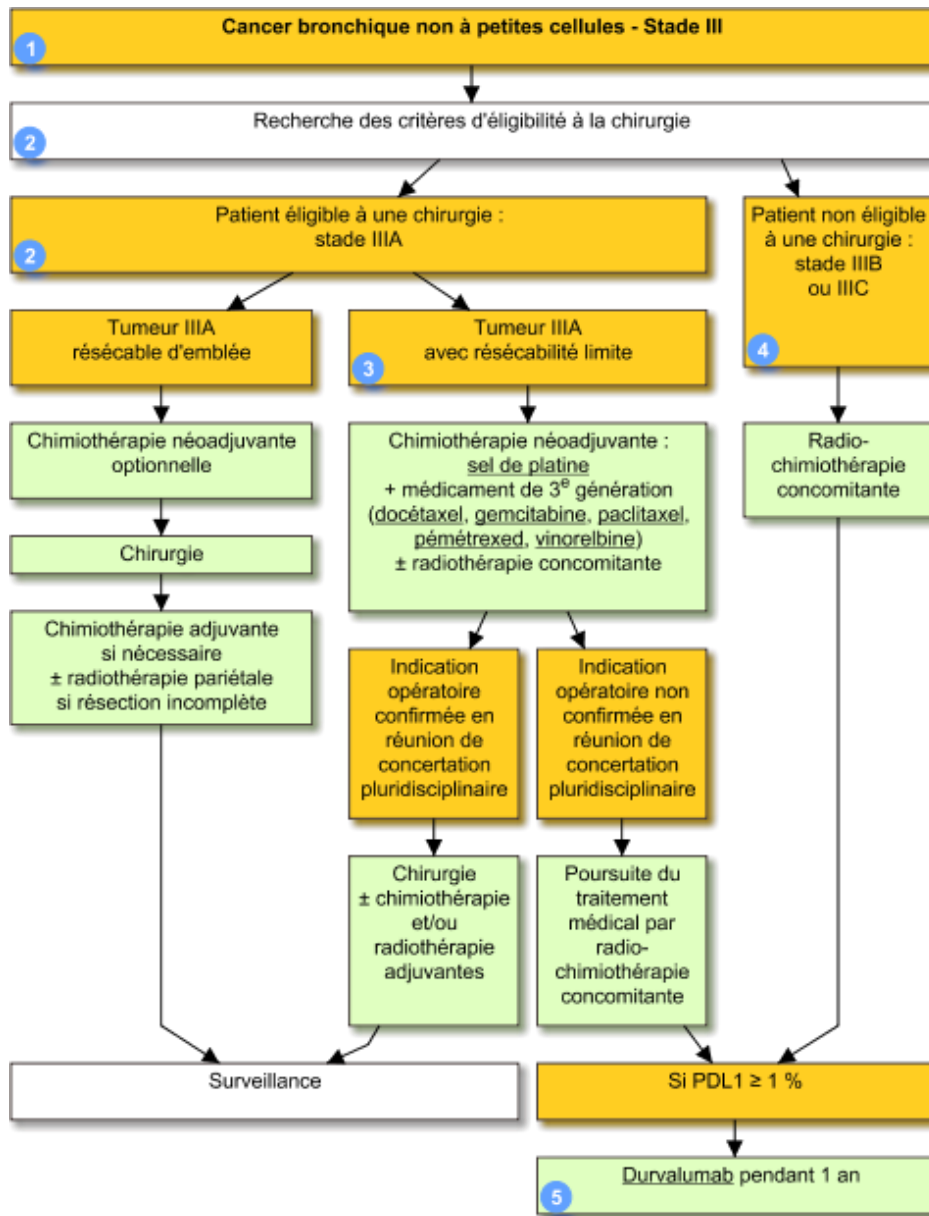 Cancer bronchique non à petites cellules - Stade III
1
Recherche des critères d'éligibilité à la chirurgie
2
Patient éligible à une chirurgie :
stade IIIA
2
Patient non éligible
à une chirurgie :
stade IIIB
ou IIIC
4
Tumeur IIIA
résécable d'emblée
Tumeur IIIA
avec résécabilité limite
3
Chimiothérapie néoadjuvante
optionnelle
Chirurgie
Chimiothérapie adjuvante
si nécessaire
± radiothérapie pariétale
si résection incomplète
Chimiothérapie néoadjuvante :
sel de platine
+ médicament de 3e génération
(docétaxel, gemcitabine, paclitaxel,
pémétrexed, vinorelbine)
± radiothérapie concomitante
Radio-
chimiothérapie
concomitante
Indication
opératoire
confirmée en
réunion de
concertation
pluridisciplinaire
Indication
opératoire non
confirmée en
réunion de
concertation
pluridisciplinaire
Chirurgie
± chimiothérapie
et/ou
radiothérapie
adjuvantes
Poursuite du
traitement
médical par
radio-
chimiothérapie
concomitante
Surveillance
Si PDL1 ≥ 1 %
Durvalumab pendant 1 an
5